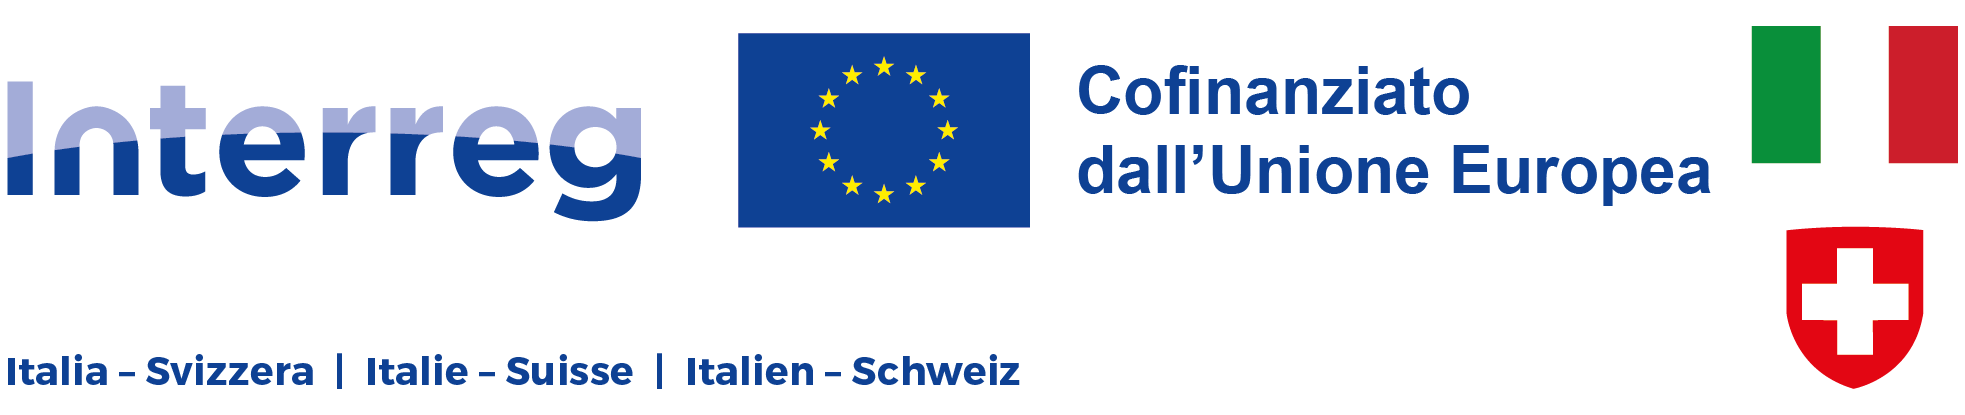 Interreg
Cofinanziato
dall’Unione Europea
Italia – Svizzera | Italie – Suisse | Italien – Schweiz